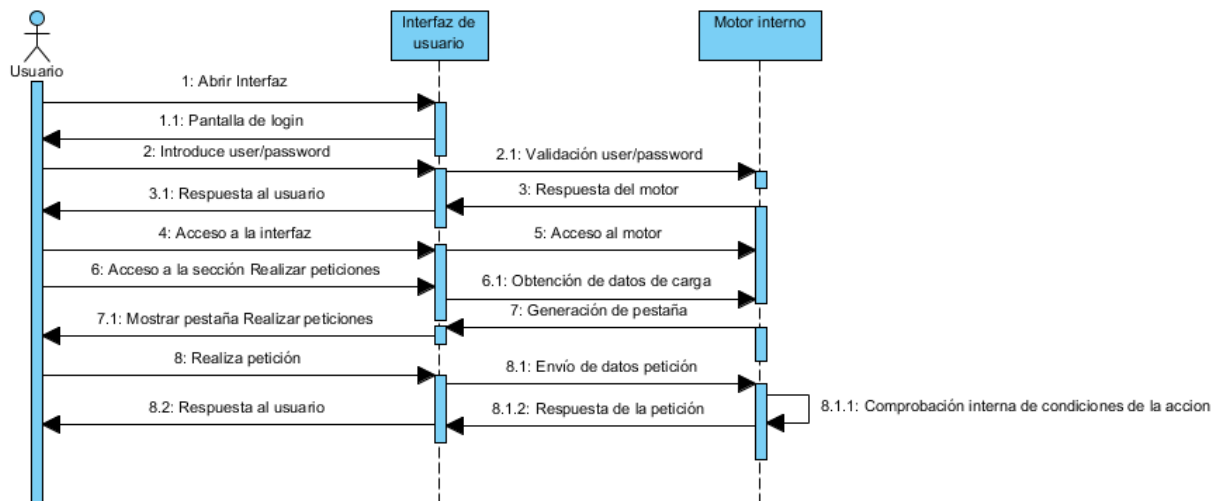 Usuario
Interfaz de
usuario
Motor interno
1: Abrir Interfaz
1.1: Pantalla de login
2: Introduce user/password
2.1: Validación user/password
3: Respuesta del motor
3.1: Respuesta al usuario
4: Acceso a la interfaz
5: Acceso al motor
6: Acceso a la sección Realizar peticiones
6.1: Obtención de datos de carga
7: Generación de pestaña
7.1: Mostrar pestaña Realizar peticiones
8: Realiza petición
8.1: Envío de datos petición
8.1.1: Comprobación interna de condiciones de la accion
8.1.2: Respuesta de la petición
8.2: Respuesta al usuario